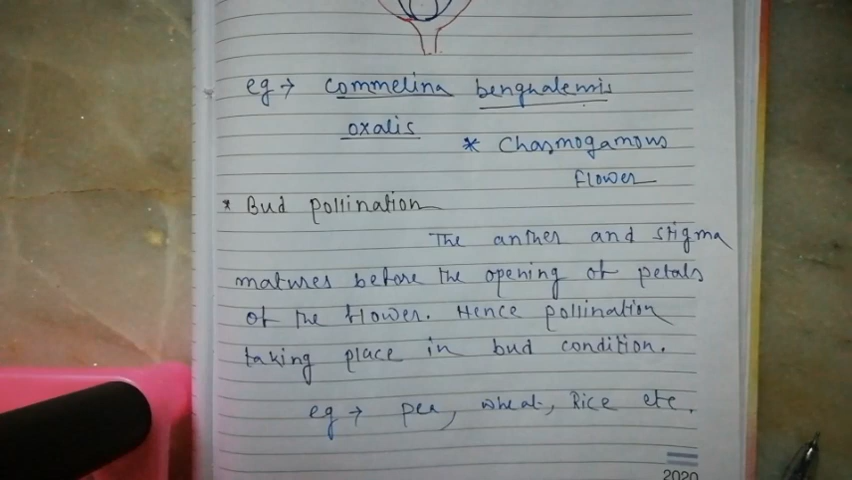 eg → Commelina benghalensis
oxalis
* Chasmogamous
flower
* Bud pollination
The anther and stigma
matures before the opening of petals
of the flower. Hence pollination
taking place in bud condition.
eg → pea, wheat, Rice etc.
2020